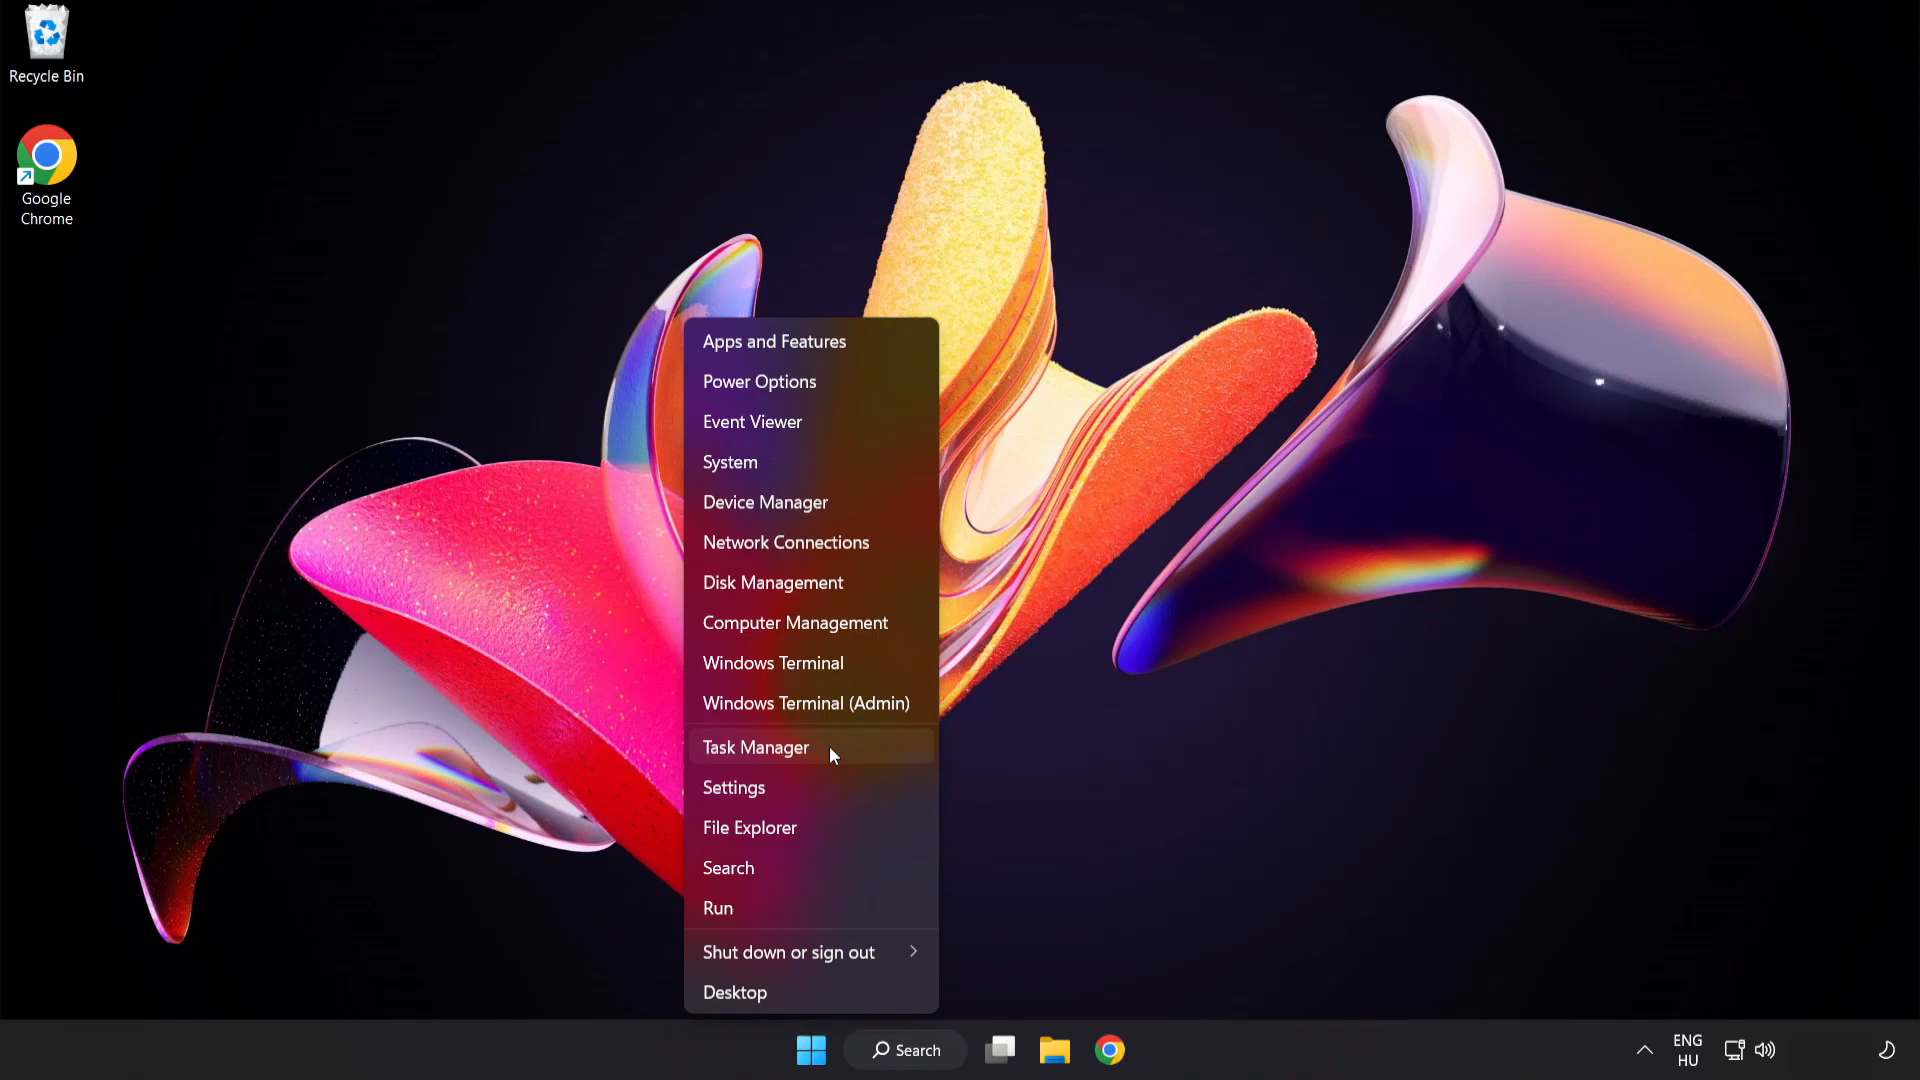 Recycle Bin
Google
Chrome
Apps and Features
Power Options
Event Viewer
System
Device Manager
Network Connections
Disk Management
Computer Management
Windows Terminal
Windows Terminal (Admin)
Task Manager
Settings
File Explorer
Search
Run
Shut down or sign out
Desktop
Search
ENG
HU